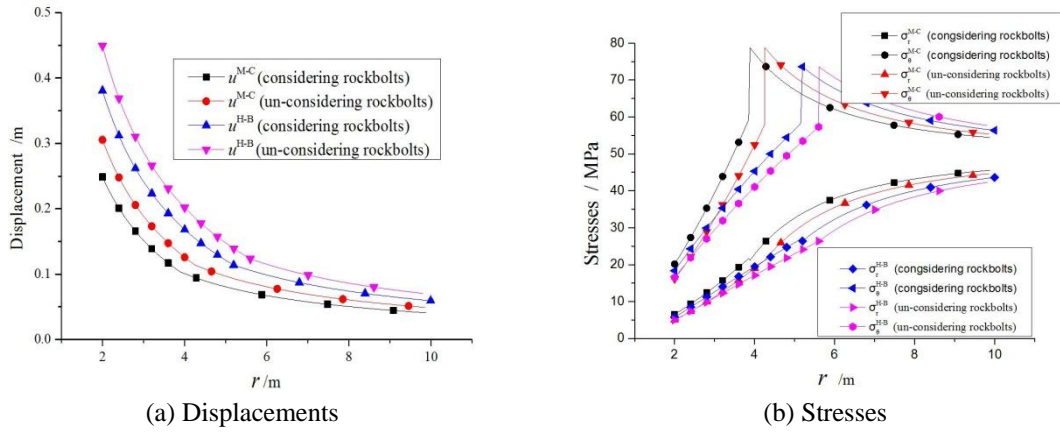 0.5
0.4
0.3
0.2
0.1
0.0
2 4 6 8 10
Displacement /m
r /m
u^M-C (considering rockbolts)
u^M-C (un-considering rockbolts)
u^H-B (considering rockbolts)
u^H-B (un-considering rockbolts)
(a) Displacements
80
70
60
50
40
30
20
10
0
2 4 6 8 10
Stresses / MPa
r /m
σ_r^M-C (congsidering rockbolts)
σ_θ^M-C (congsidering rockbolts)
σ_r^M-C (un-considering rockbolts)
σ_θ^M-C (un-considering rockbolts)
σ_r^H-B (congsidering rockbolts)
σ_θ^H-B (congsidering rockbolts)
σ_r^H-B (un-considering rockbolts)
σ_θ^H-B (un-considering rockbolts)
(b) Stresses